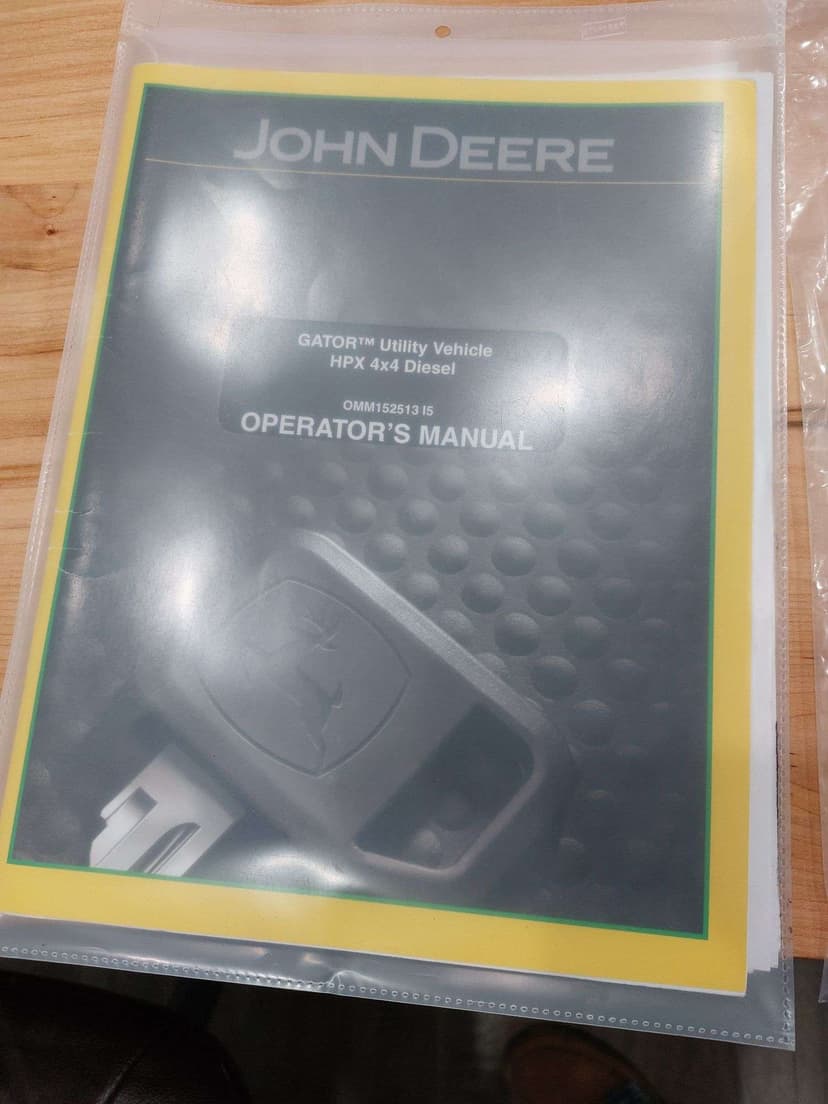 JOHN DEERE
GATOR™ Utility Vehicle
HPX 4x4 Diesel
OMM152513 I5
OPERATOR'S MANUAL